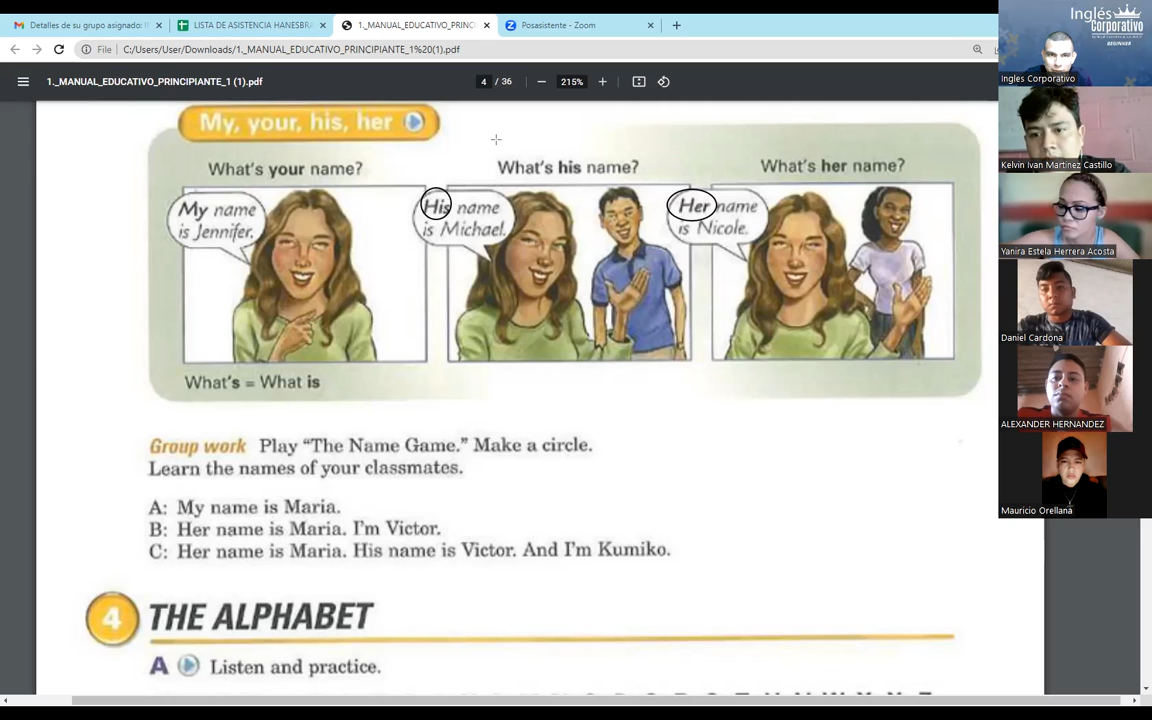 Detalles de su grupo asignado: I
LISTA DE ASISTENCIA HANESBRA
1._MANUAL_EDUCATIVO_PRINCI
Posasistente - Zoom
File
C:/Users/User/Downloads/1._MANUAL_EDUCATIVO_PRINCIPIANTE_1%20(1).pdf
1._MANUAL_EDUCATIVO_PRINCIPIANTE_1 (1).pdf
4 / 36
215%
My, your, his, her
What's your name?
What's his name?
What's her name?
My name
is Jennifer.
His name
is Michael.
Her name
is Nicole.
What's = What is
Group work Play “The Name Game.” Make a circle.
Learn the names of your classmates.
A: My name is Maria.
B: Her name is Maria. I'm Victor.
C: Her name is Maria. His name is Victor. And I'm Kumiko.
4 THE ALPHABET
A Listen and practice.
Inglés
Corporativo
BEGINNER
Ingles Corporativo
Kelvin Ivan Martinez Castillo
Yanira Estela Herrera Acosta
Daniel Cardona
ALEXANDER HERNANDEZ
Mauricio Orellana